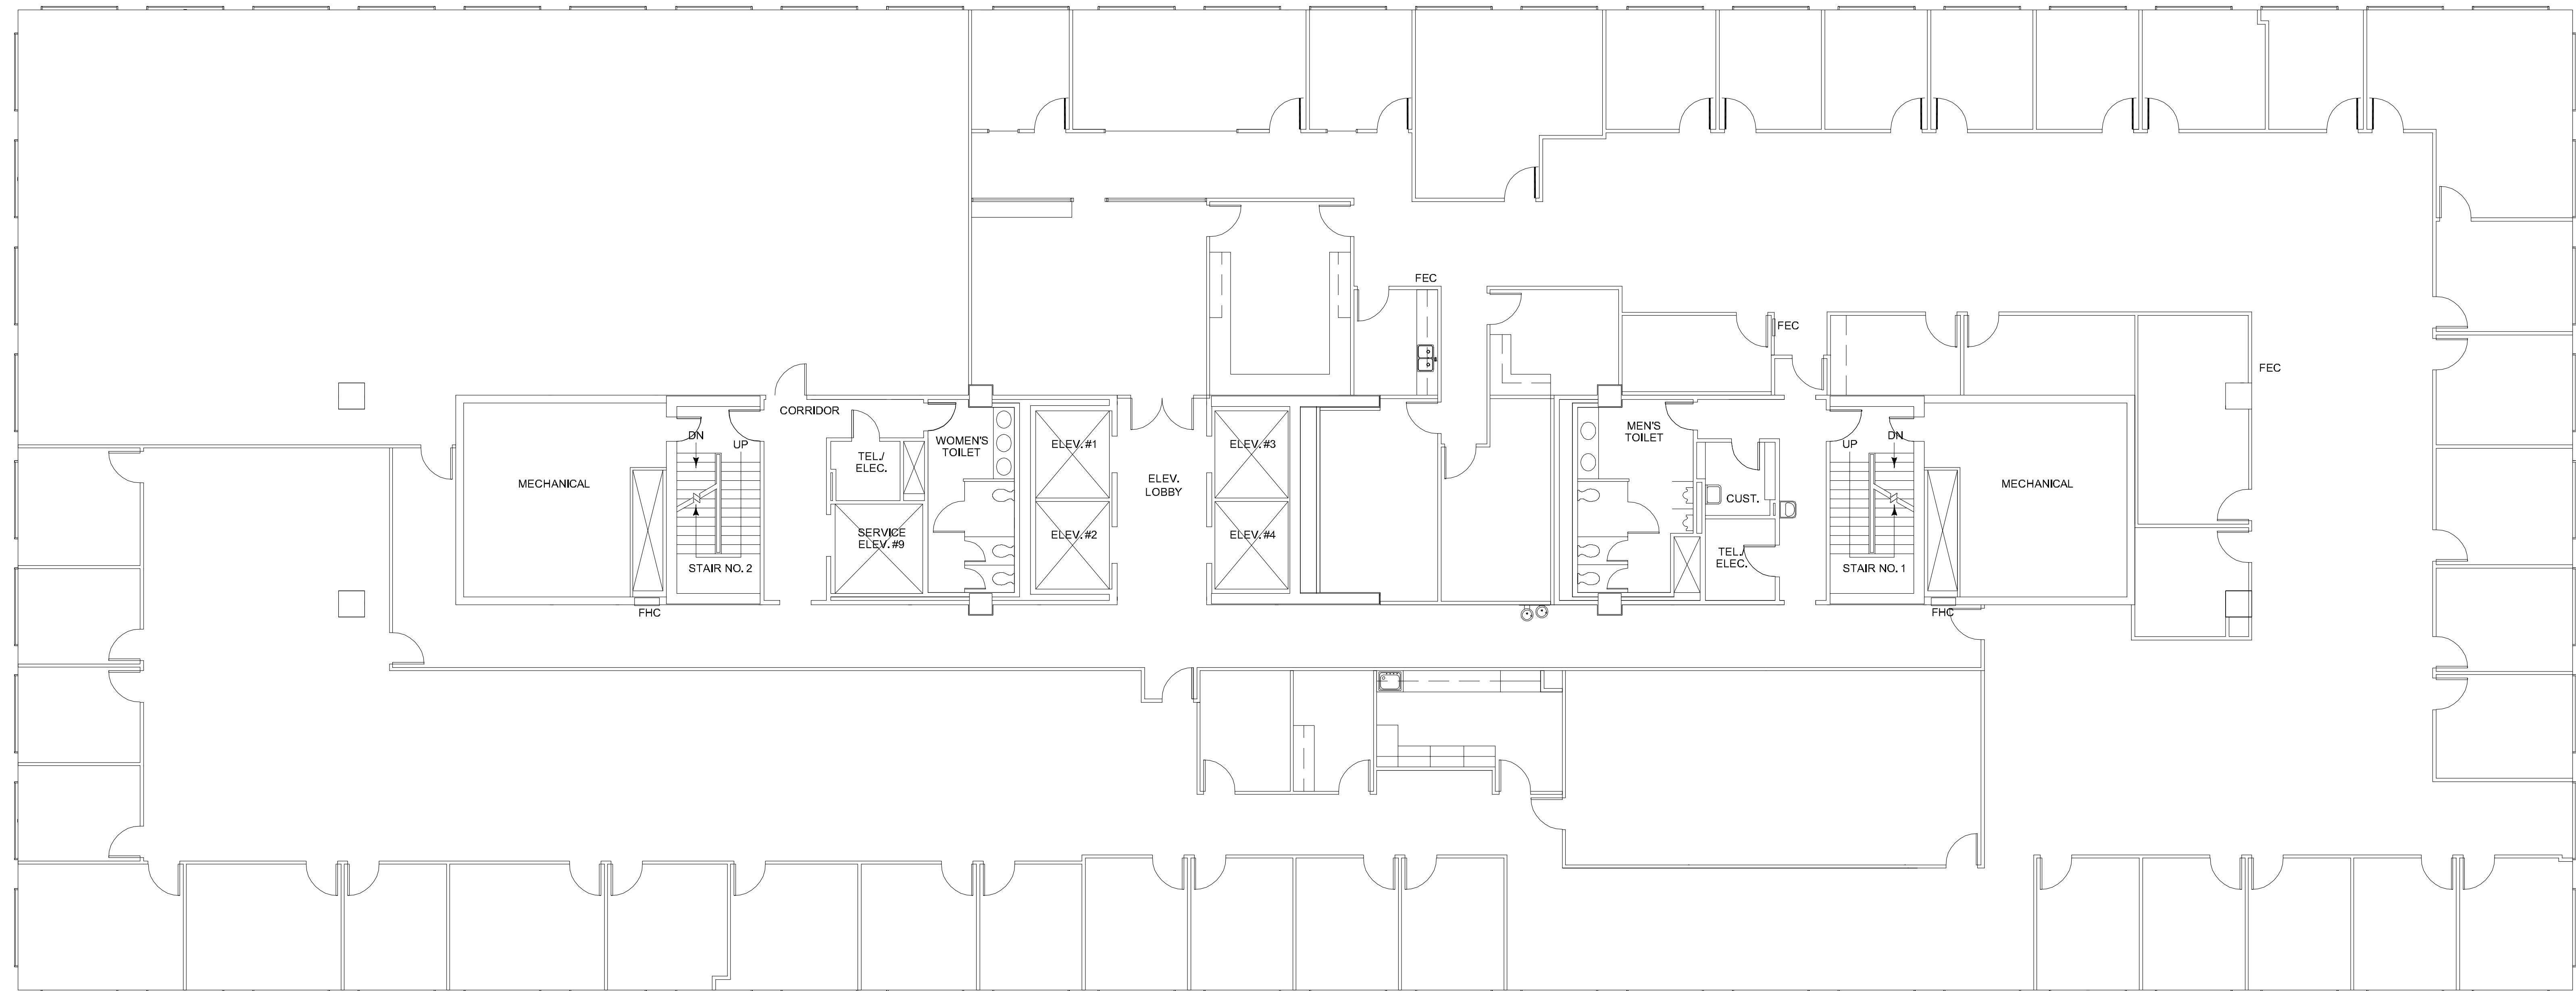 FEC
FEC
FEC
CORRIDOR
DN
UP
WOMEN'S
TOILET
ELEV. #1
ELEV. #3
MEN'S
TOILET
UP
DN
TEL./
ELEC.
MECHANICAL
ELEV.
LOBBY
MECHANICAL
CUST.
SERVICE
ELEV. #9
ELEV. #2
ELEV. #4
TEL./
ELEC.
STAIR NO. 2
STAIR NO. 1
FHC
FHC